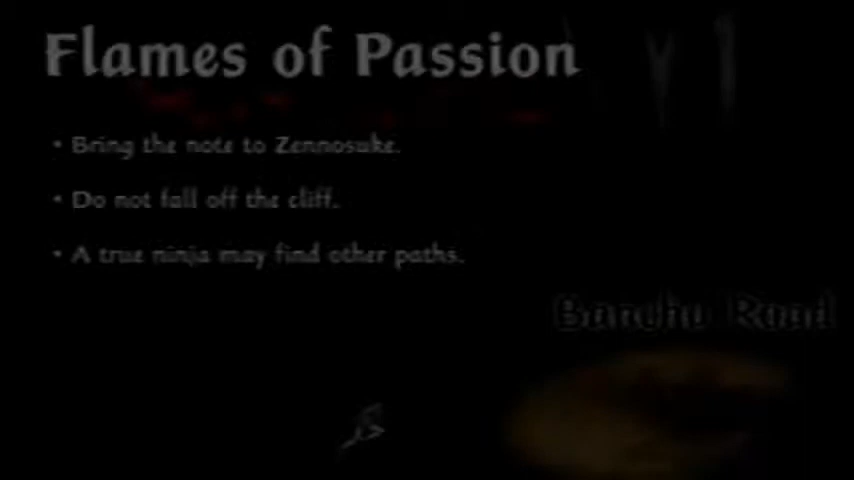 Flames of Passion
• Bring the note to Zennosuke.
• Do not fall off the cliff.
• A true ninja may find other paths.
Road